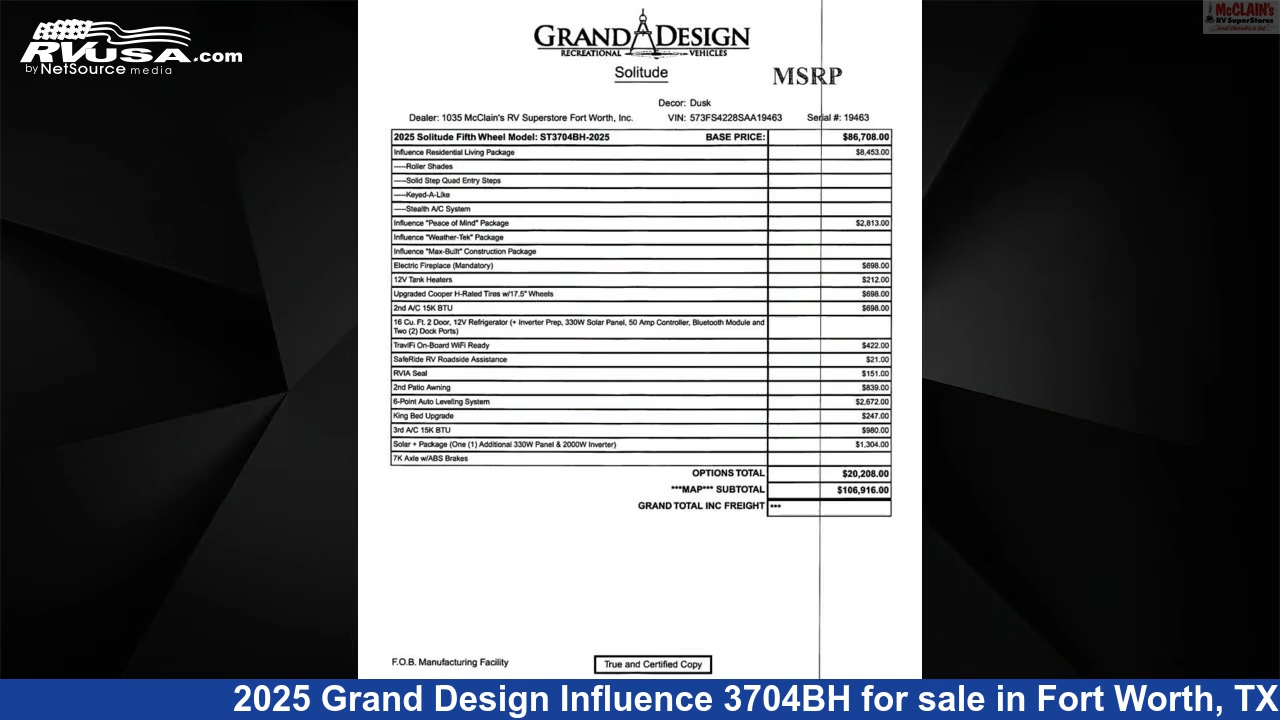 RVUSA.com
by NetSource media
McCLAIN'S
RV SuperStores
GRAND DESIGN
RECREATIONAL VEHICLES
Solitude
MSRP
Decor: Dusk
Dealer: 1035 McClain's RV Superstore Fort Worth, Inc. VIN: 573FS4228SAA19463 Serial #: 19463
2025 Solitude Fifth Wheel Model: ST3704BH-2025 BASE PRICE: $86,708.00
Influence Residential Living Package $8,453.00
-----Roller Shades
-----Solid Step Quad Entry Steps
-----Keyed-A-Like
-----Stealth A/C System
Influence "Peace of Mind" Package $2,813.00
Influence "Weather-Tek" Package
Influence "Max-Built" Construction Package
Electric Fireplace (Mandatory) $698.00
12V Tank Heaters $212.00
Upgraded Cooper H-Rated Tires w/17.5" Wheels $698.00
2nd A/C 15K BTU $698.00
16 Cu. Ft. 2 Door, 12V Refrigerator (+ Inverter Prep, 330W Solar Panel, 50 Amp Controller, Bluetooth Module and
Two (2) Dock Ports)
TraviFi On-Board WiFi Ready $422.00
SafeRide RV Roadside Assistance $21.00
RVIA Seal $151.00
2nd Patio Awning $839.00
6-Point Auto Leveling System $2,672.00
King Bed Upgrade $247.00
3rd A/C 15K BTU $980.00
Solar + Package (One (1) Additional 330W Panel & 2000W Inverter) $1,304.00
7K Axle w/ABS Brakes
OPTIONS TOTAL $20,208.00
***MAP*** SUBTOTAL $106,916.00
GRAND TOTAL INC FREIGHT ***
F.O.B. Manufacturing Facility True and Certified Copy
2025 Grand Design Influence 3704BH for sale in Fort Worth, TX